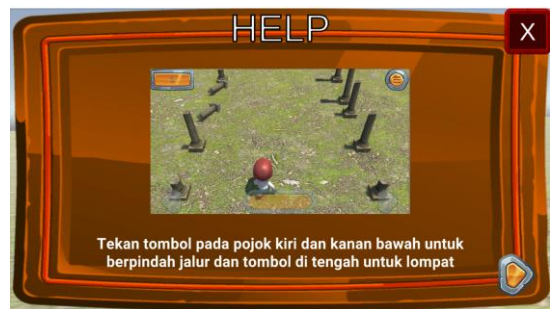 HELP
X
Tekan tombol pada pojok kiri dan kanan bawah untuk
berpindah jalur dan tombol di tengah untuk lompat